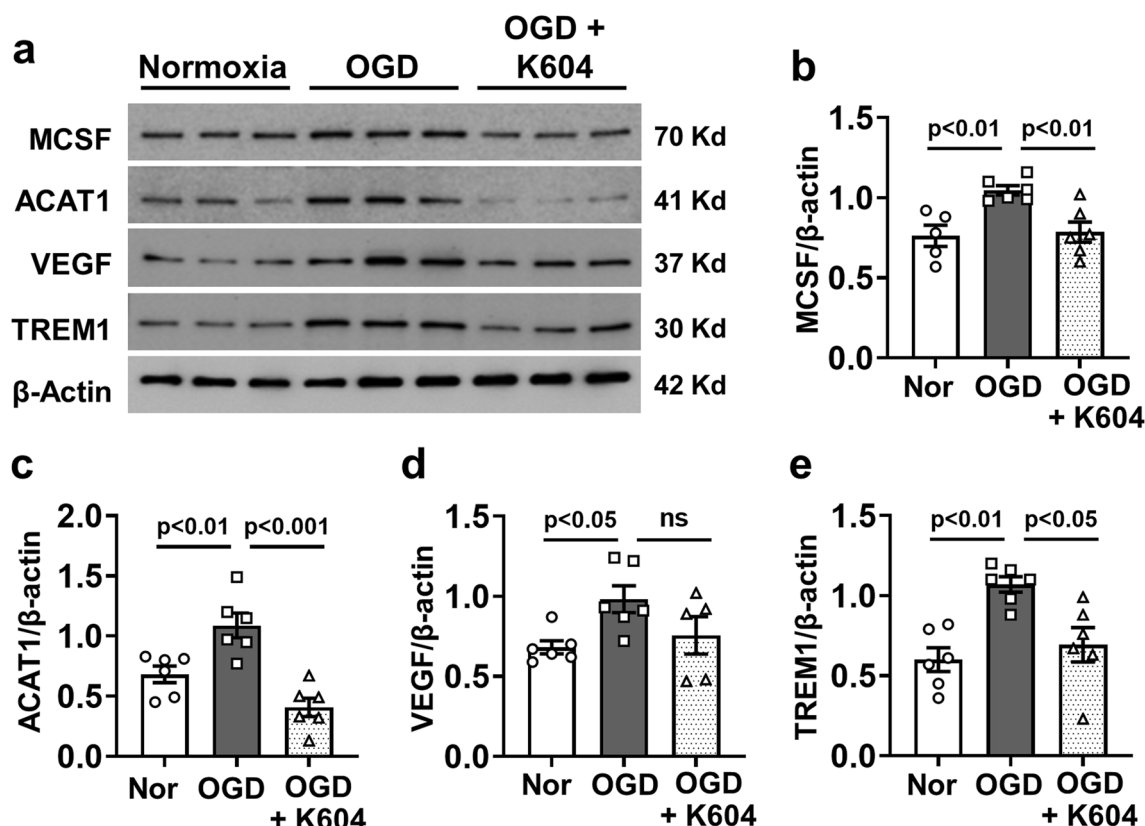 a
Normoxia
OGD
OGD +
K604
MCSF
70 Kd
ACAT1
41 Kd
VEGF
37 Kd
TREM1
30 Kd
β-Actin
42 Kd
b
MCSF/β-actin
1.5
1.0
0.5
0.0
p<0.01
p<0.01
Nor
OGD
OGD
+ K604
c
ACAT1/β-actin
2.0
1.5
1.0
0.5
0.0
p<0.01
p<0.001
Nor
OGD
OGD
+ K604
d
VEGF/β-actin
1.5
1.0
0.5
0.0
p<0.05
ns
Nor
OGD
OGD
+ K604
e
TREM1/β-actin
1.5
1.0
0.5
0.0
p<0.01
p<0.05
Nor
OGD
OGD
+ K604